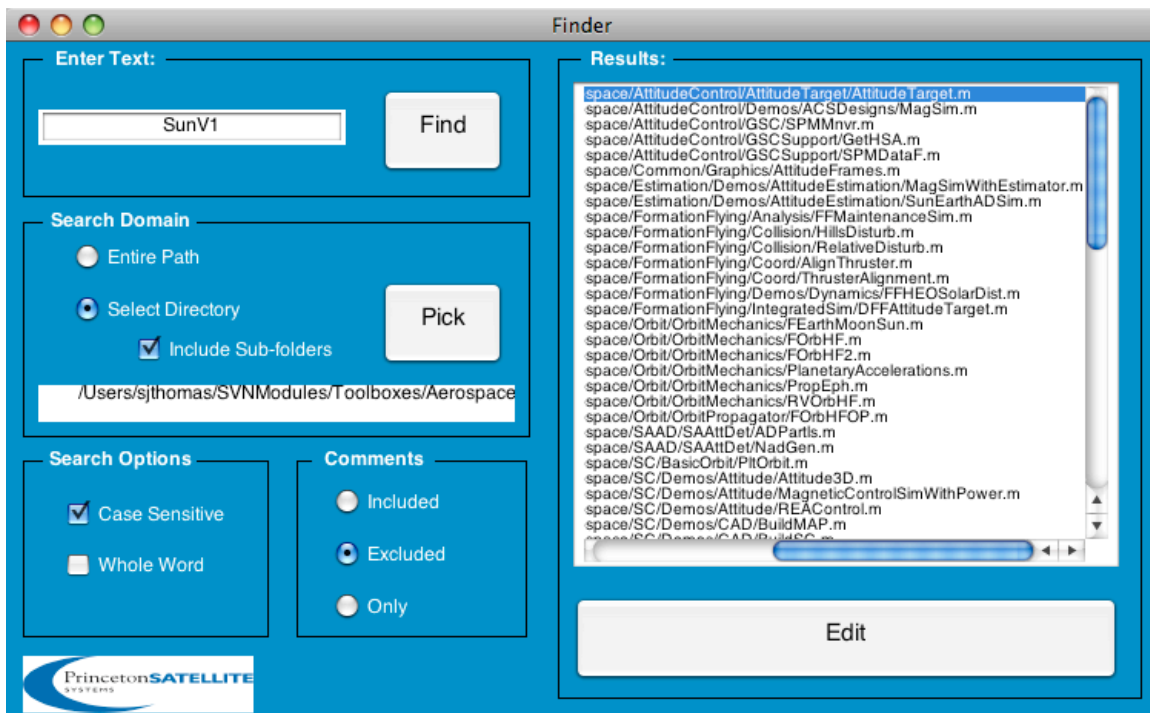 Finder
Enter Text:
SunV1
Find
Search Domain
Entire Path
Select Directory
Pick
Include Sub-folders
/Users/sjthomas/SVNModules/Toolboxes/Aerospace
Search Options
Case Sensitive
Whole Word
Comments
Included
Excluded
Only
PrincetonSATELLITE
SYSTEMS
Results:
space/AttitudeControl/AttitudeTarget/AttitudeTarget.m
space/AttitudeControl/Demos/ACSDesigns/MagSim.m
space/AttitudeControl/GSC/SPMMnvr.m
space/AttitudeControl/GSCSupport/GetHSA.m
space/AttitudeControl/GSCSupport/SPMDataF.m
space/Common/Graphics/AttitudeFrames.m
space/Estimation/Demos/AttitudeEstimation/MagSimWithEstimator.m
space/Estimation/Demos/AttitudeEstimation/SunEarthADSim.m
space/FormationFlying/Analysis/FFMaintenanceSim.m
space/FormationFlying/Collision/HillsDisturb.m
space/FormationFlying/Collision/RelativeDisturb.m
space/FormationFlying/Coord/AlignThruster.m
space/FormationFlying/Coord/ThrusterAlignment.m
space/FormationFlying/Demos/Dynamics/FFHEOSolarDist.m
space/FormationFlying/IntegratedSim/DFFAttitudeTarget.m
space/Orbit/OrbitMechanics/FEarthMoonSun.m
space/Orbit/OrbitMechanics/FOrbHF.m
space/Orbit/OrbitMechanics/FOrbHF2.m
space/Orbit/OrbitMechanics/PlanetaryAccelerations.m
space/Orbit/OrbitMechanics/PropEph.m
space/Orbit/OrbitMechanics/RVOrbHF.m
space/Orbit/OrbitPropagator/FOrbHFOP.m
space/SAAD/SAAttDet/ADPartls.m
space/SAAD/SAAttDet/NadGen.m
space/SC/BasicOrbit/PltOrbit.m
space/SC/Demos/Attitude/Attitude3D.m
space/SC/Demos/Attitude/MagneticControlSimWithPower.m
space/SC/Demos/Attitude/REAControl.m
space/SC/Demos/CAD/BuildMAP.m
space/SC/Demos/CAD/BuildSC.m
Edit